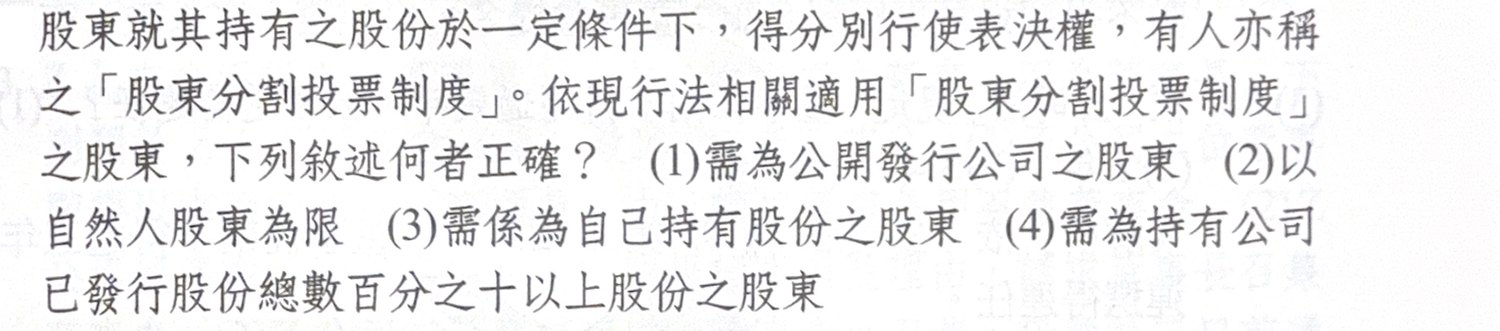 股東就其持有之股份於一定條件下，得分別行使表決權，有人亦稱
之「股東分割投票制度」。依現行法相關適用「股東分割投票制度」
之股東，下列敘述何者正確？　(1)需為公開發行公司之股東　(2)以
自然人股東為限　(3)需係為自己持有股份之股東　(4)需為持有公司
已發行股份總數百分之十以上股份之股東